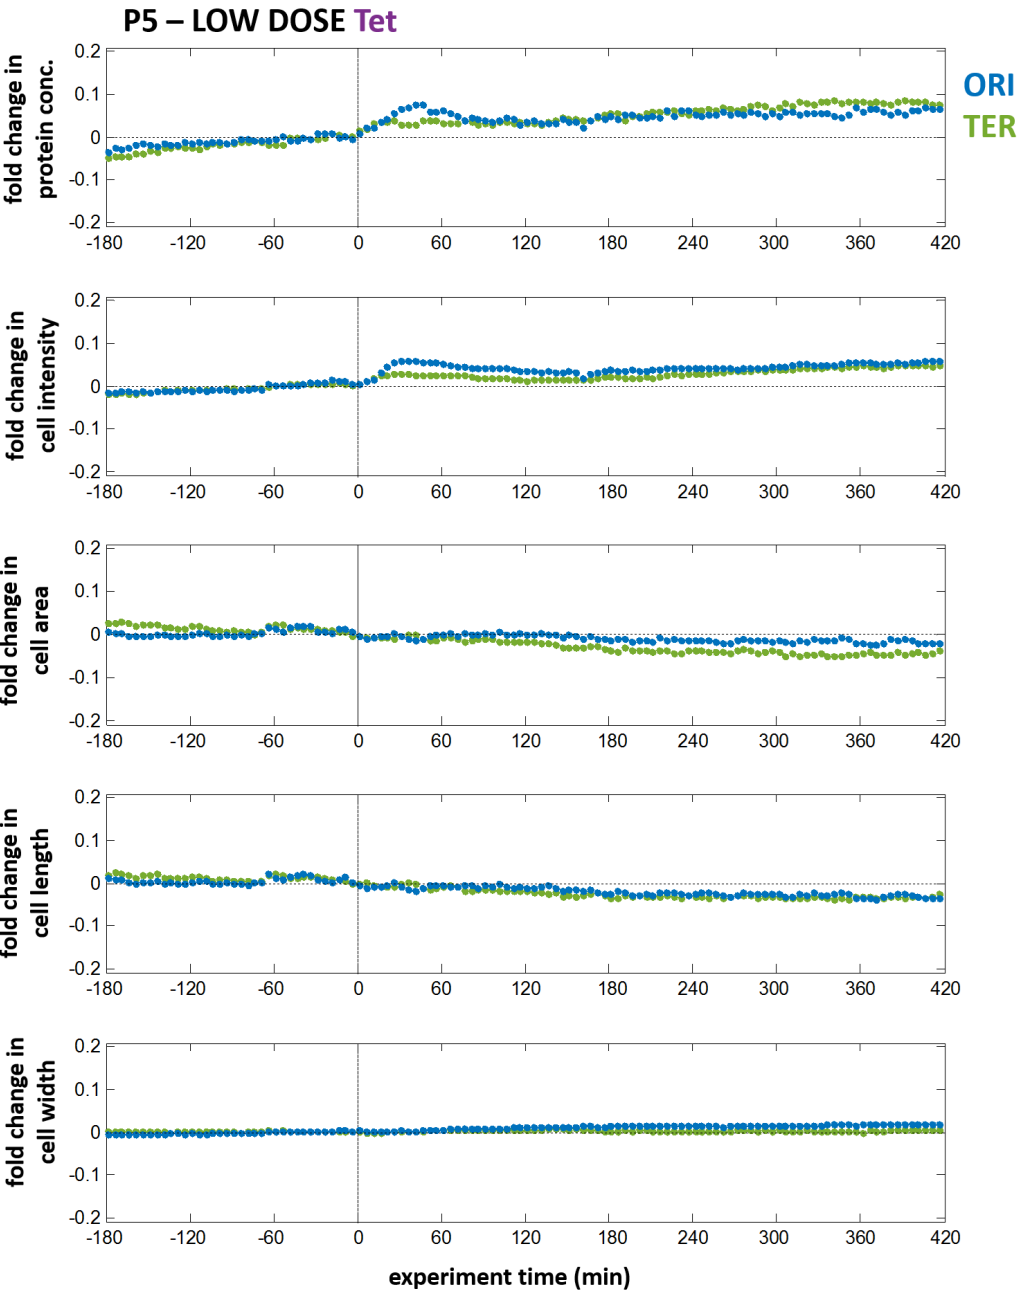 P5 – LOW DOSE Tet
fold change in
protein conc.
0.2
0.1
0
-0.1
-0.2
-180 -120 -60 0 60 120 180 240 300 360 420
ORI
TER
fold change in
cell intensity
0.2
0.1
0
-0.1
-0.2
-180 -120 -60 0 60 120 180 240 300 360 420
fold change in
cell area
0.2
0.1
0
-0.1
-0.2
-180 -120 -60 0 60 120 180 240 300 360 420
fold change in
cell length
0.2
0.1
0
-0.1
-0.2
-180 -120 -60 0 60 120 180 240 300 360 420
fold change in
cell width
0.2
0.1
0
-0.1
-0.2
-180 -120 -60 0 60 120 180 240 300 360 420
experiment time (min)